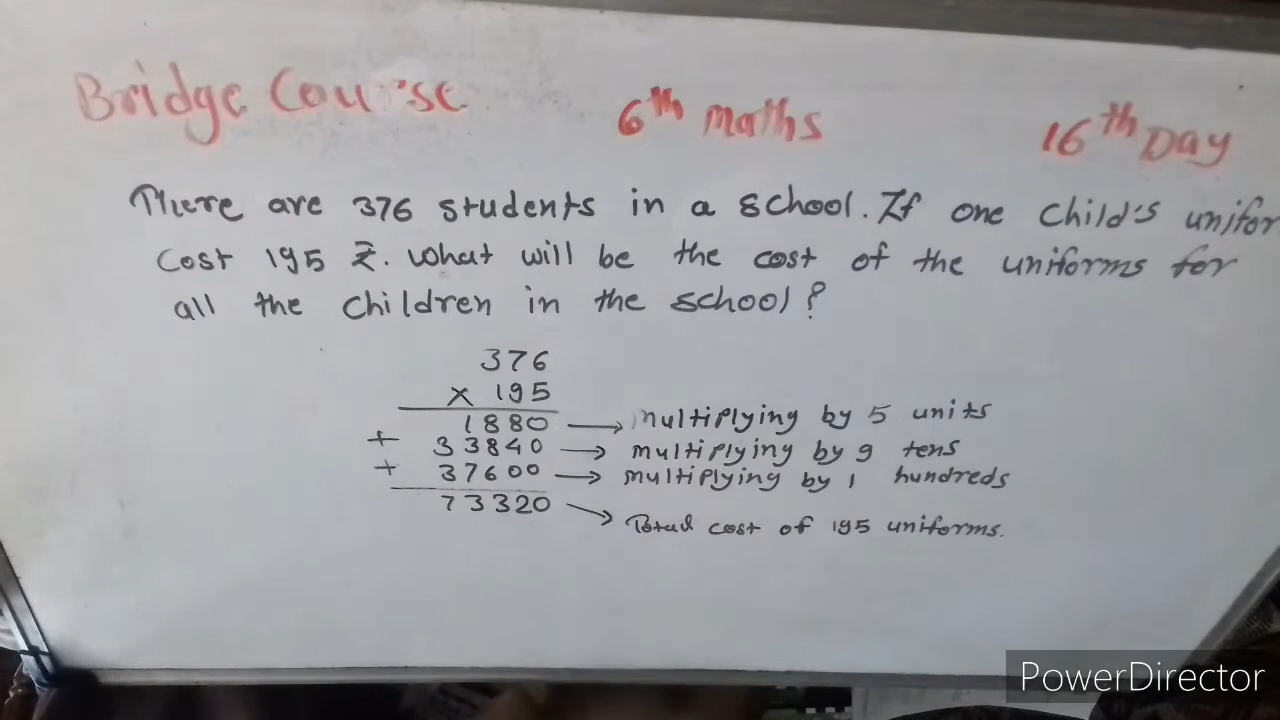 Bridge Course 6th Maths 16th Day
There are 376 students in a school. If one child's unifor
cost 195 ₹. What will be the cost of the uniforms for
all the children in the school?
376
× 195
1880 → multiplying by 5 units
+ 33840 → multiplying by 9 tens
+ 37600 → multiplying by 1 hundreds
73320 → Total cost of 195 uniforms.
PowerDirector